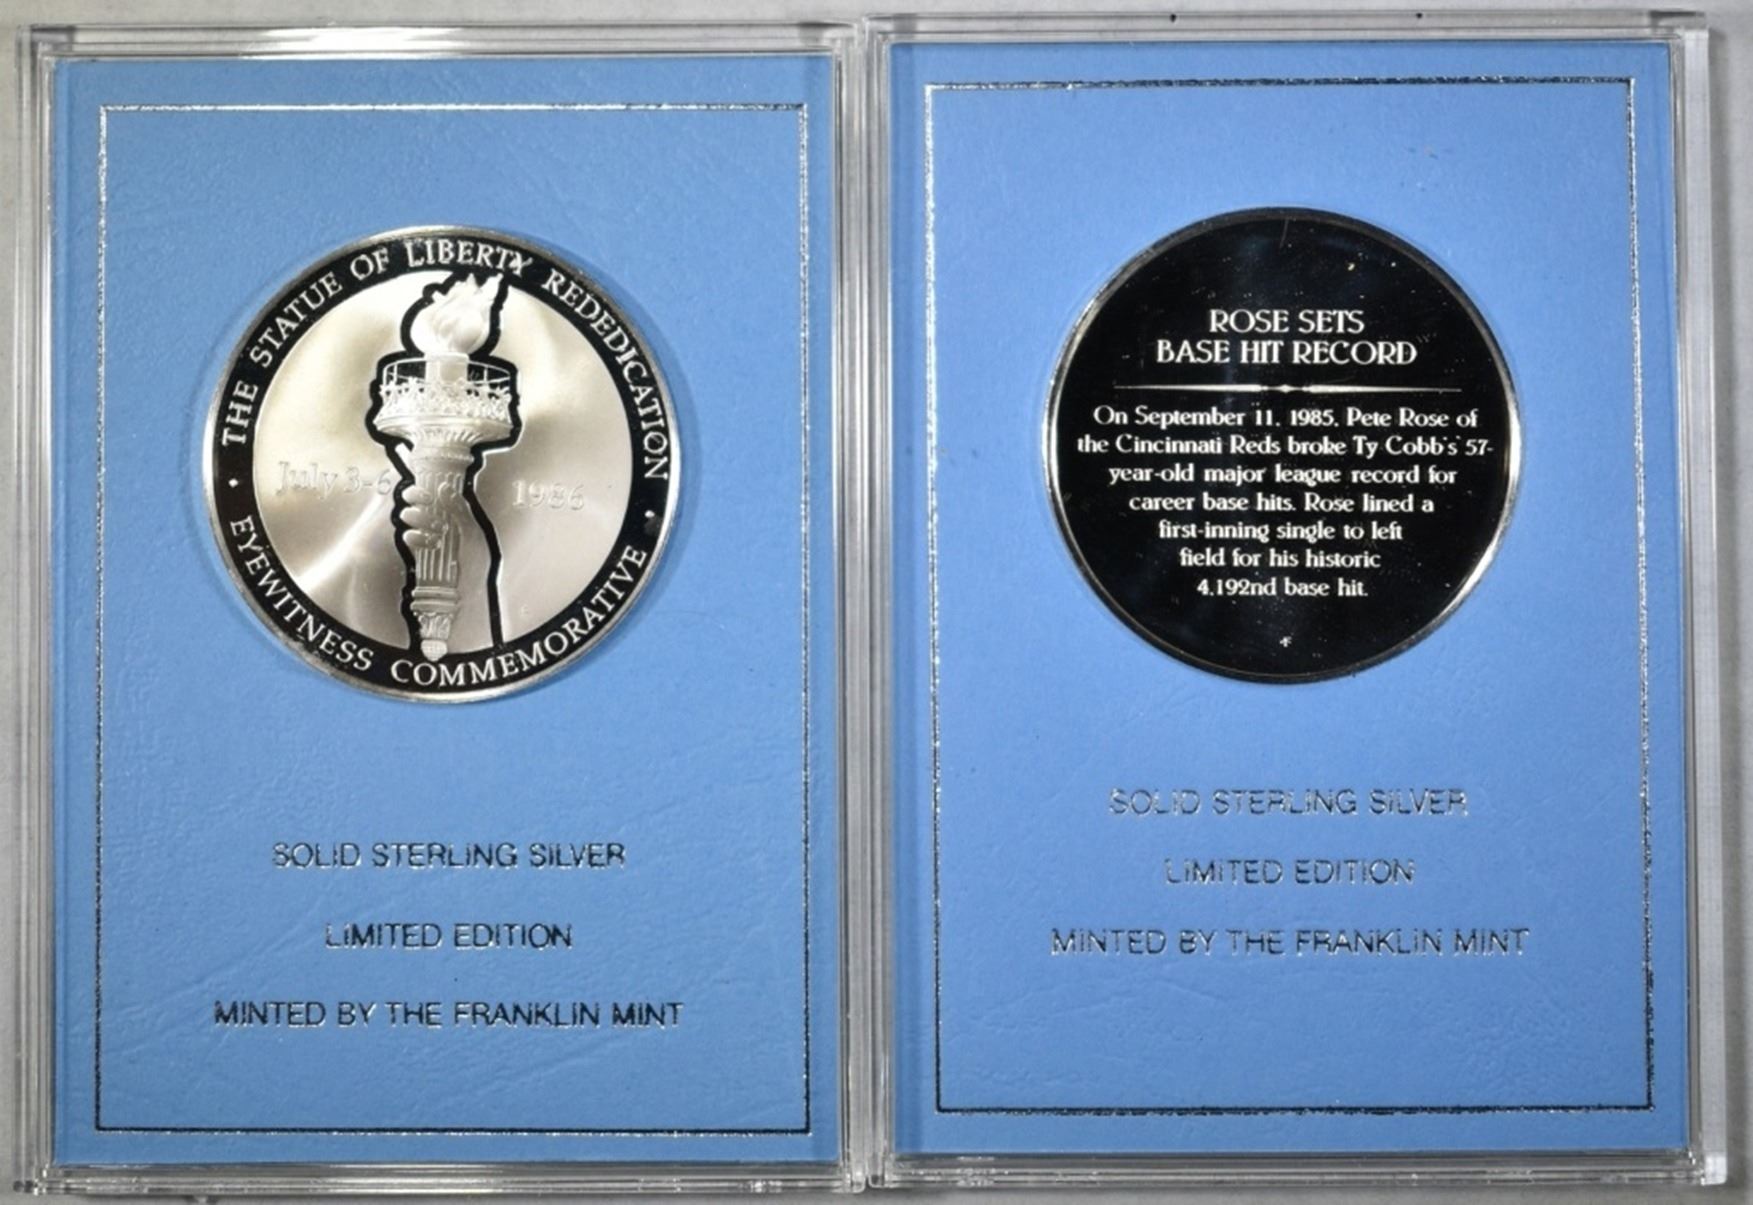 THE STATUE OF LIBERTY REDEDICATION
July 3-6 1986
EYEWITNESS COMMEMORATIVE
SOLID STERLING SILVER
LIMITED EDITION
MINTED BY THE FRANKLIN MINT
ROSE SETS
BASE HIT RECORD
On September 11, 1985, Pete Rose of
the Cincinnati Reds broke Ty Cobb's 57-
year-old major league record for
career base hits. Rose lined a
first-inning single to left
field for his historic
4,192nd base hit.
SOLID STERLING SILVER
LIMITED EDITION
MINTED BY THE FRANKLIN MINT